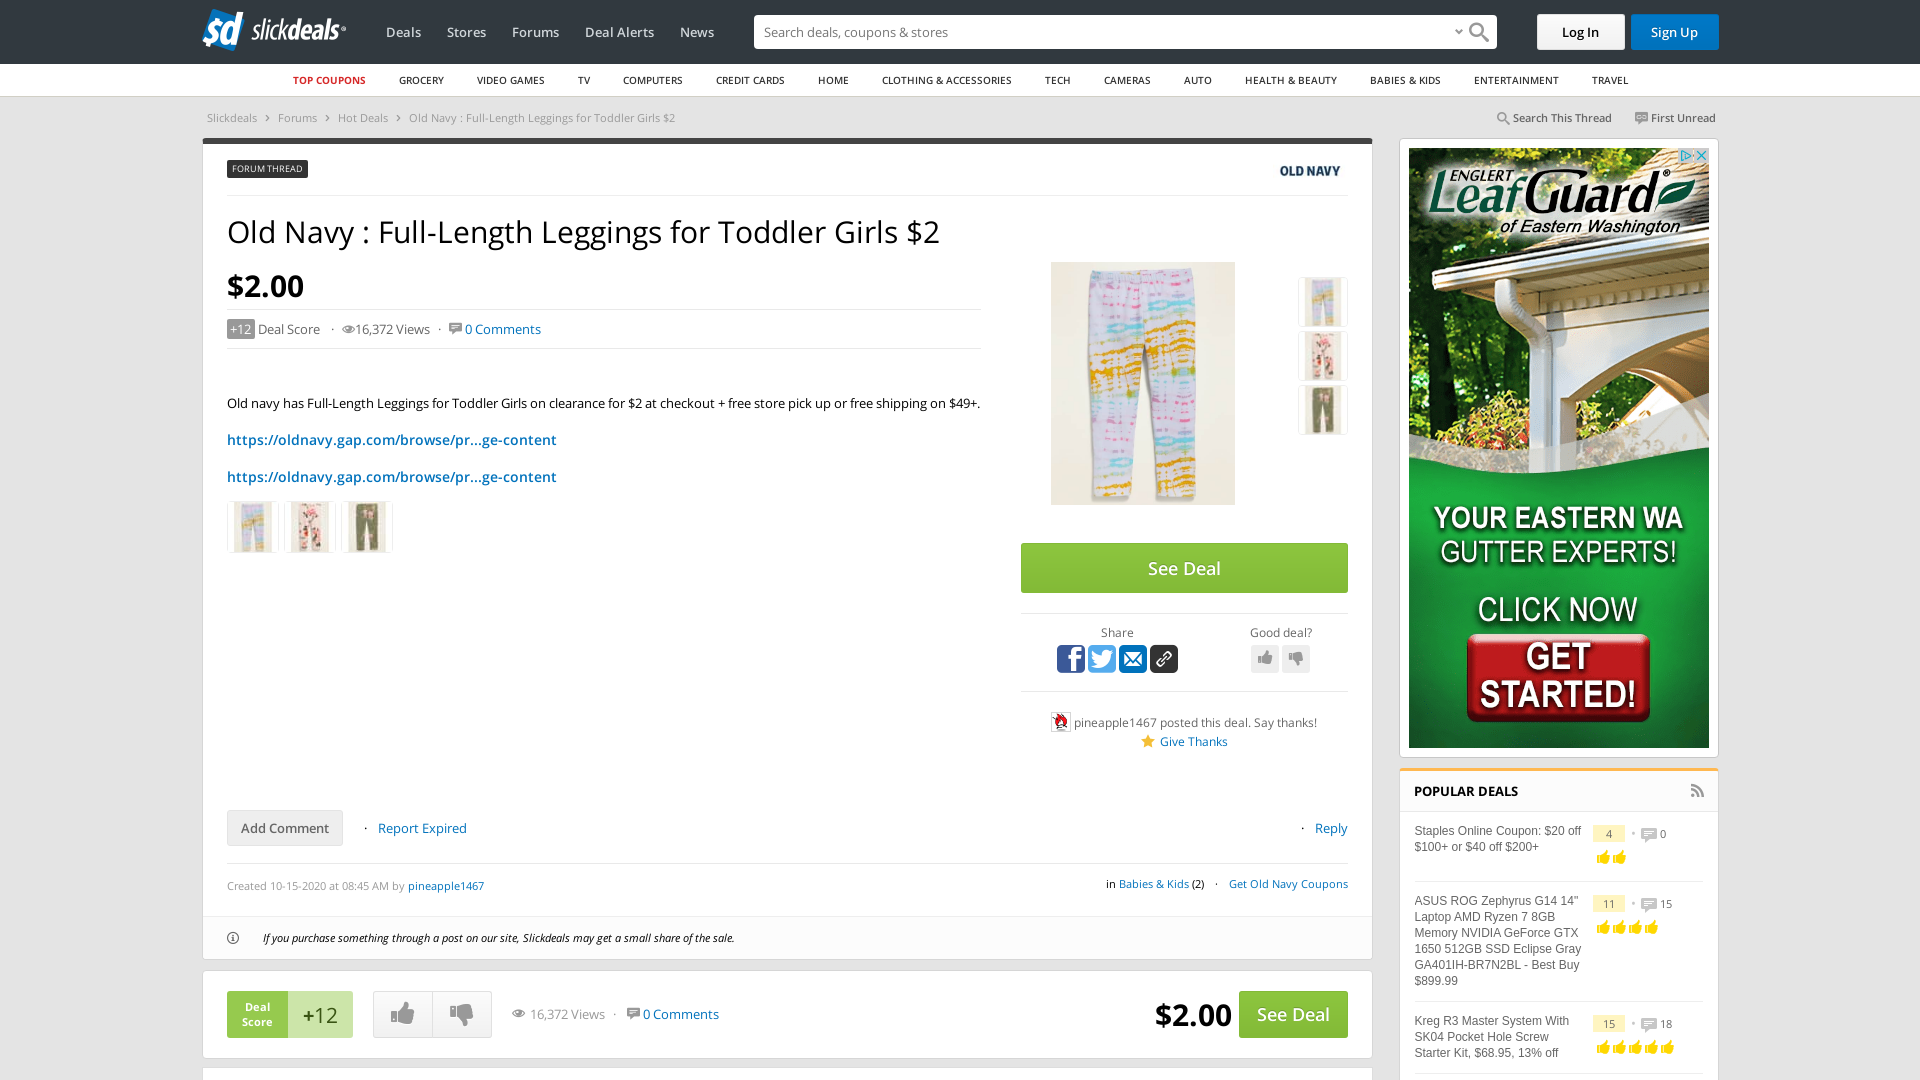 sd slickdeals
Deals Stores Forums Deal Alerts News
Search deals, coupons & stores
Log In Sign Up
TOP COUPONS GROCERY VIDEO GAMES TV COMPUTERS CREDIT CARDS HOME CLOTHING & ACCESSORIES TECH CAMERAS AUTO HEALTH & BEAUTY BABIES & KIDS ENTERTAINMENT TRAVEL
Slickdeals › Forums › Hot Deals › Old Navy : Full-Length Leggings for Toddler Girls $2
Search This Thread First Unread
FORUM THREAD
OLD NAVY
Old Navy : Full-Length Leggings for Toddler Girls $2
$2.00
+12 Deal Score · 16,372 Views · 0 Comments
Old navy has Full-Length Leggings for Toddler Girls on clearance for $2 at checkout + free store pick up or free shipping on $49+.
https://oldnavy.gap.com/browse/pr...ge-content
https://oldnavy.gap.com/browse/pr...ge-content
See Deal
Share Good deal?
pineapple1467 posted this deal. Say thanks!
Give Thanks
Add Comment · Report Expired · Reply
Created 10-15-2020 at 08:45 AM by pineapple1467
in Babies & Kids (2) · Get Old Navy Coupons
If you purchase something through a post on our site, Slickdeals may get a small share of the sale.
Deal
Score
+12
16,372 Views · 0 Comments
$2.00 See Deal
ENGLERT
LeafGuard®
of Eastern Washington
YOUR EASTERN WA
GUTTER EXPERTS!
CLICK NOW
GET
STARTED!
POPULAR DEALS
Staples Online Coupon: $20 off
$100+ or $40 off $200+
4 • 0
ASUS ROG Zephyrus G14 14"
Laptop AMD Ryzen 7 8GB
Memory NVIDIA GeForce GTX
1650 512GB SSD Eclipse Gray
GA401IH-BR7N2BL - Best Buy
$899.99
11 • 15
Kreg R3 Master System With
SK04 Pocket Hole Screw
Starter Kit, $68.95, 13% off
15 • 18